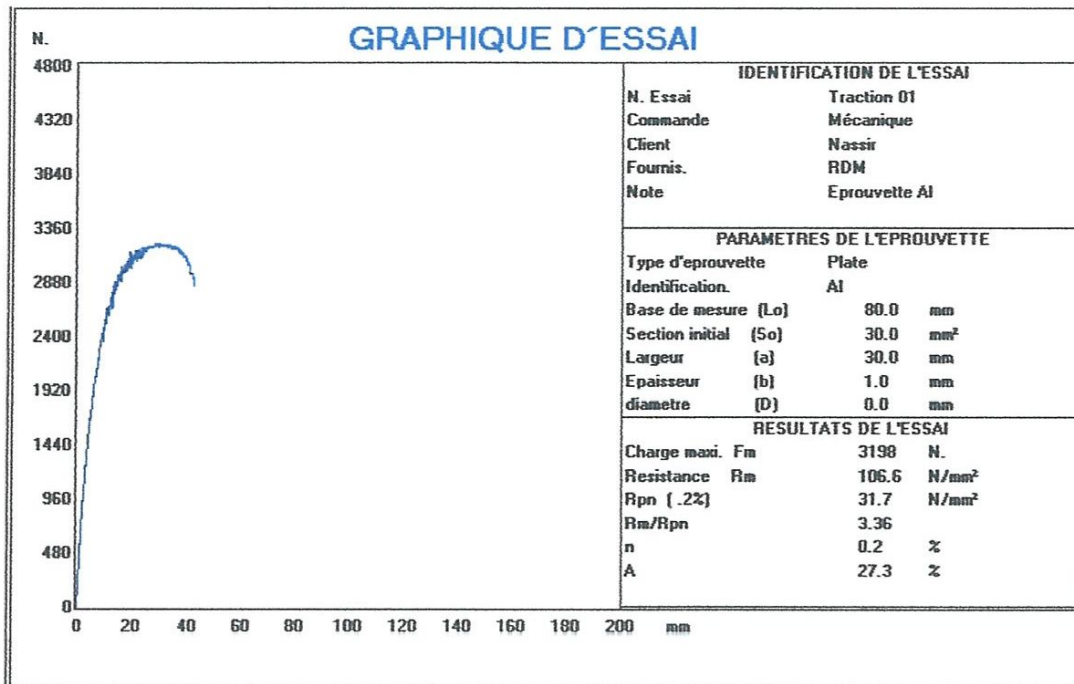 GRAPHIQUE D´ESSAI
N.
4800
4320
3840
3360
2880
2400
1920
1440
960
480
0
0 20 40 60 80 100 120 140 160 180 200 mm
IDENTIFICATION DE L'ESSAI
N. Essai Traction 01
Commande Mécanique
Client Nassir
Fournis. RDM
Note Eprouvette Al
PARAMETRES DE L'EPROUVETTE
Type d'eprouvette Plate
Identification. Al
Base de mesure (Lo) 80.0 mm
Section initial (So) 30.0 mm²
Largeur (a) 30.0 mm
Epaisseur (b) 1.0 mm
diametre (D) 0.0 mm
RESULTATS DE L'ESSAI
Charge maxi. Fm 3198 N.
Resistance Rm 106.6 N/mm²
Rpn ( .2%) 31.7 N/mm²
Rm/Rpn 3.36
n 0.2 %
A 27.3 %